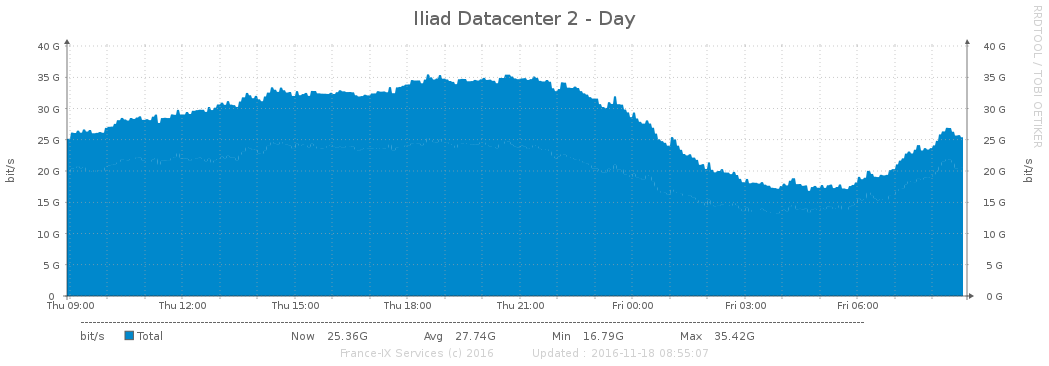 Iliad Datacenter 2 - Day
RRDTOOL / TOBI OETIKER
40 G 40 G
35 G 35 G
30 G 30 G
25 G 25 G
20 G 20 G
15 G 15 G
10 G 10 G
5 G 5 G
0 0 G
bit/s
bit/s
Thu 09:00 Thu 12:00 Thu 15:00 Thu 18:00 Thu 21:00 Fri 00:00 Fri 03:00 Fri 06:00
bit/s Total Now 25.36G Avg 27.74G Min 16.79G Max 35.42G
France-IX Services (c) 2016 Updated : 2016-11-18 08:55:07